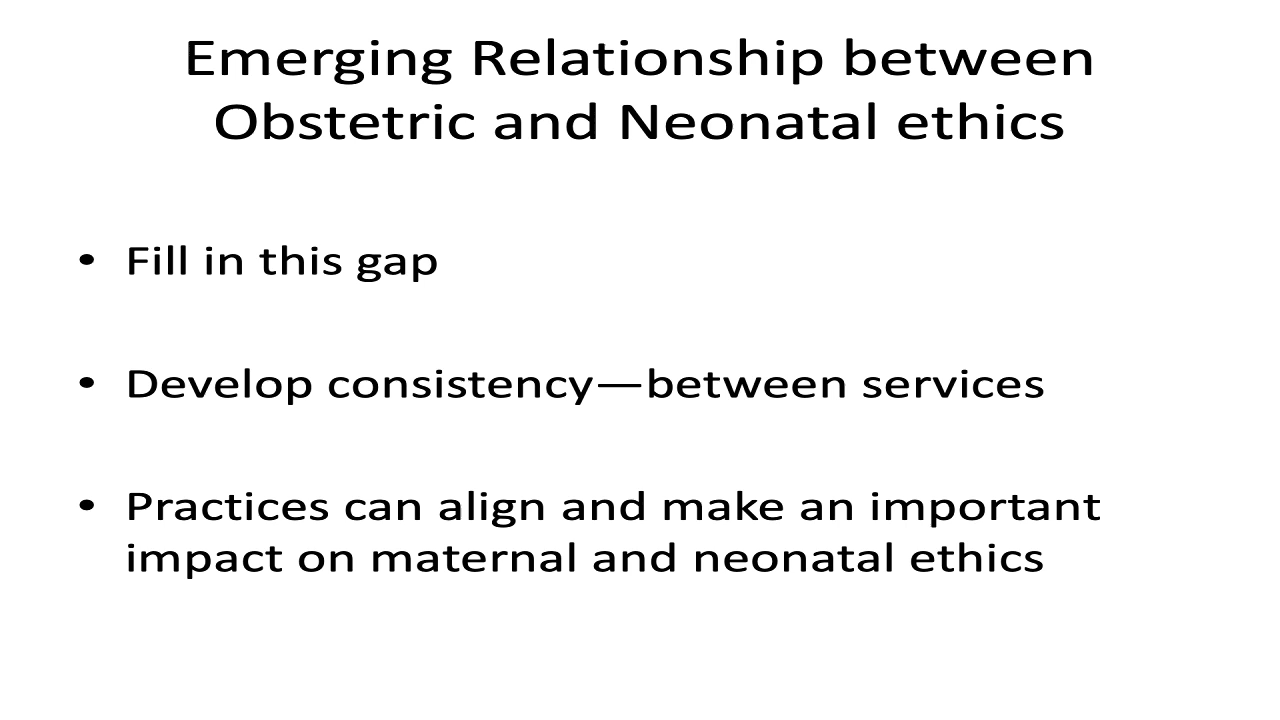 Emerging Relationship between
Obstetric and Neonatal ethics
• Fill in this gap
• Develop consistency—between services
• Practices can align and make an important
impact on maternal and neonatal ethics